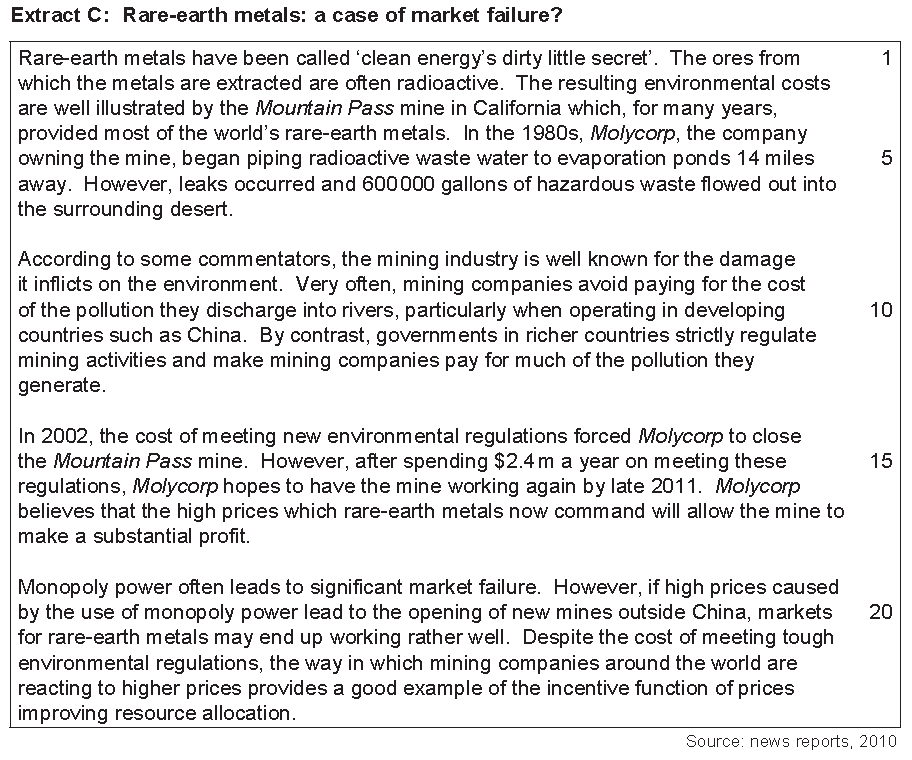 Extract C: Rare-earth metals: a case of market failure?
Rare-earth metals have been called ‘clean energy’s dirty little secret’. The ores from 1
which the metals are extracted are often radioactive. The resulting environmental costs
are well illustrated by the Mountain Pass mine in California which, for many years,
provided most of the world’s rare-earth metals. In the 1980s, Molycorp, the company
owning the mine, began piping radioactive waste water to evaporation ponds 14 miles 5
away. However, leaks occurred and 600 000 gallons of hazardous waste flowed out into
the surrounding desert.
According to some commentators, the mining industry is well known for the damage
it inflicts on the environment. Very often, mining companies avoid paying for the cost
of the pollution they discharge into rivers, particularly when operating in developing 10
countries such as China. By contrast, governments in richer countries strictly regulate
mining activities and make mining companies pay for much of the pollution they
generate.
In 2002, the cost of meeting new environmental regulations forced Molycorp to close
the Mountain Pass mine. However, after spending $2.4 m a year on meeting these 15
regulations, Molycorp hopes to have the mine working again by late 2011. Molycorp
believes that the high prices which rare-earth metals now command will allow the mine to
make a substantial profit.
Monopoly power often leads to significant market failure. However, if high prices caused
by the use of monopoly power lead to the opening of new mines outside China, markets 20
for rare-earth metals may end up working rather well. Despite the cost of meeting tough
environmental regulations, the way in which mining companies around the world are
reacting to higher prices provides a good example of the incentive function of prices
improving resource allocation.
Source: news reports, 2010